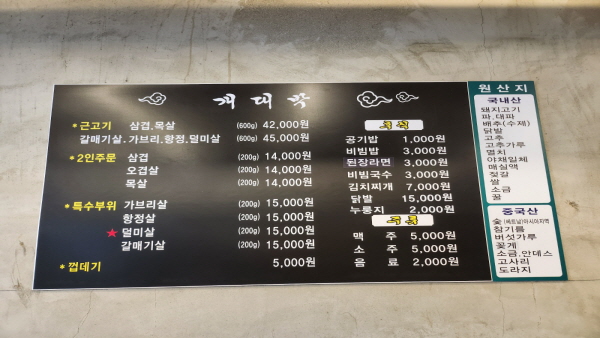 개대박
*근고기 삼겹.목살 (600g) 42,000원
갈매기살.가브리.항정.덜미살 (600g) 45,000원
*2인주문 삼겹 (200g) 14,000원
오겹살 (200g) 14,000원
목살 (200g) 14,000원
*특수부위 가브리살 (200g) 15,000원
항정살 (200g) 15,000원
★ 덜미살 (200g) 15,000원
갈매기살 (200g) 15,000원
*껍데기 5,000원
공기밥 1,000원
비빔밥 3,000원
된장라면 3,000원
비빔국수 3,000원
김치찌개 7,000원
닭발 15,000원
누룽지 2,000원
맥주 5,000원
소주 5,000원
음료 2,000원
원산지
국내산
돼지고기
파,대파
배추(수제)
닭발
고추
고추가루
멸치
야채일체
매실액
젓갈
쌀
소금
꿀
중국산
숯
참기름
버섯가루
꽃게
소금,안데스
고사리
도라지